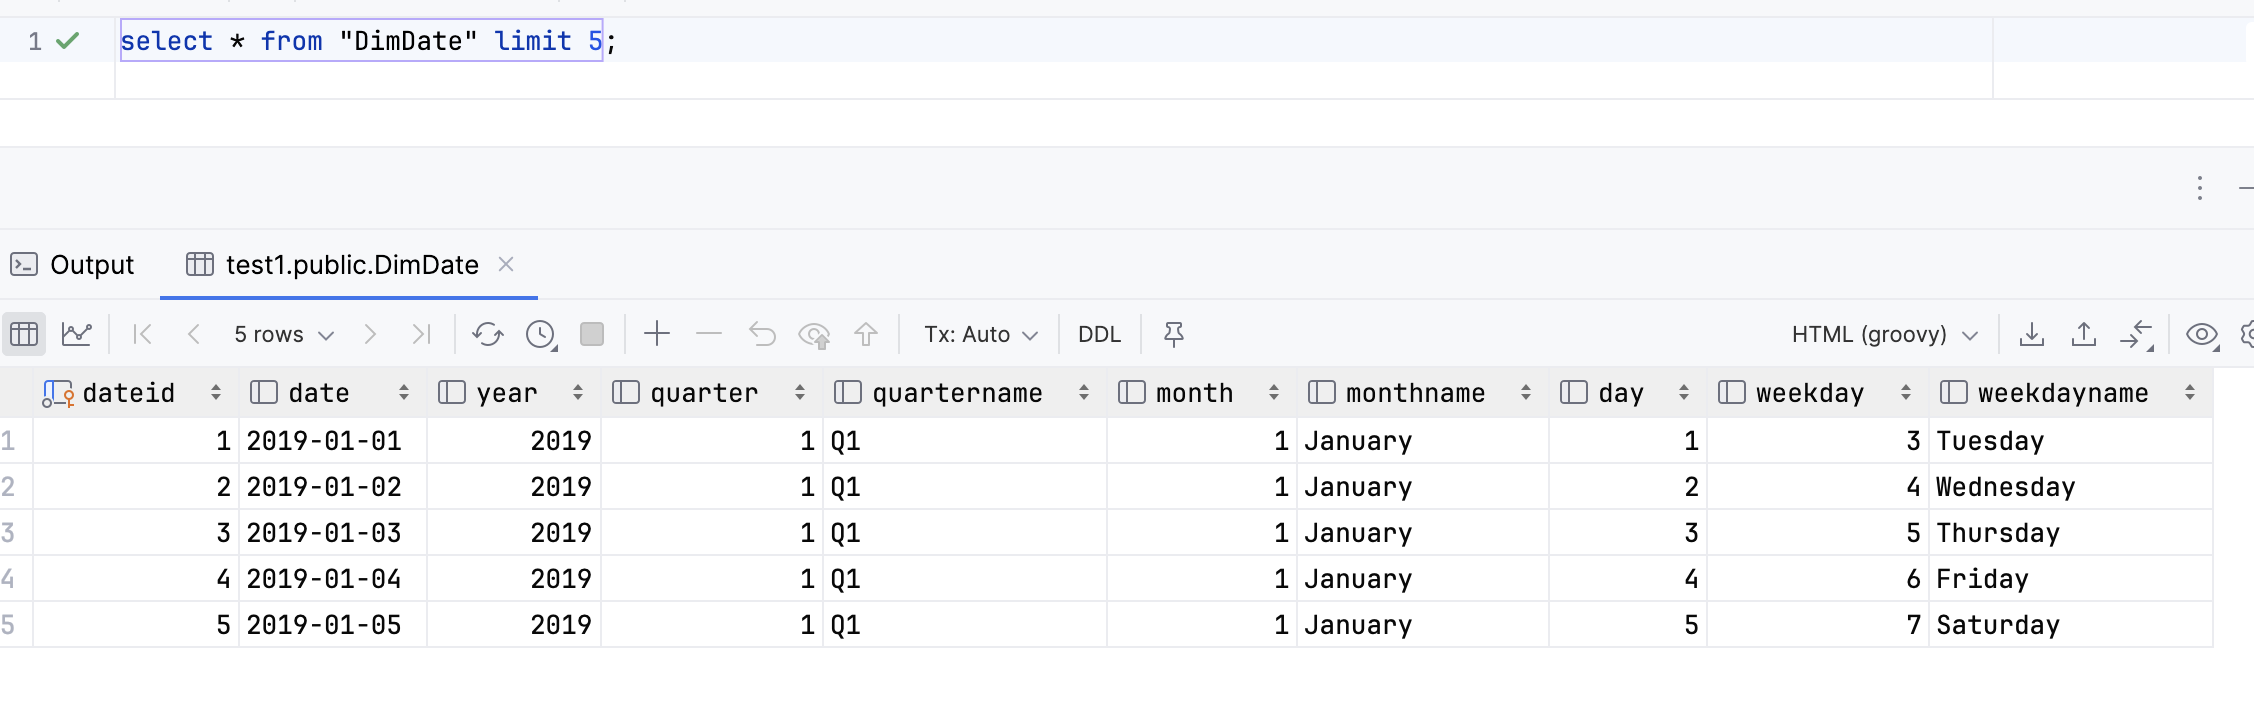 1 select * from "DimDate" limit 5;
Output test1.public.DimDate
5 rows Tx: Auto DDL HTML (groovy)
dateid date year quarter quartername month monthname day weekday weekdayname
1 1 2019-01-01 2019 1 Q1 1 January 1 3 Tuesday
2 2 2019-01-02 2019 1 Q1 1 January 2 4 Wednesday
3 3 2019-01-03 2019 1 Q1 1 January 3 5 Thursday
4 4 2019-01-04 2019 1 Q1 1 January 4 6 Friday
5 5 2019-01-05 2019 1 Q1 1 January 5 7 Saturday